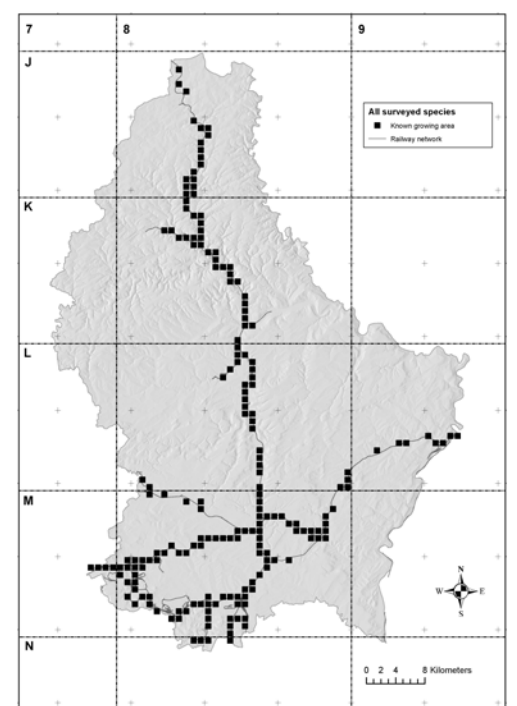 7 8 9
J
All surveyed species
Known growing area
Railway network
K
L
M
N
W E
S
N
0 2 4 8 Kilometers